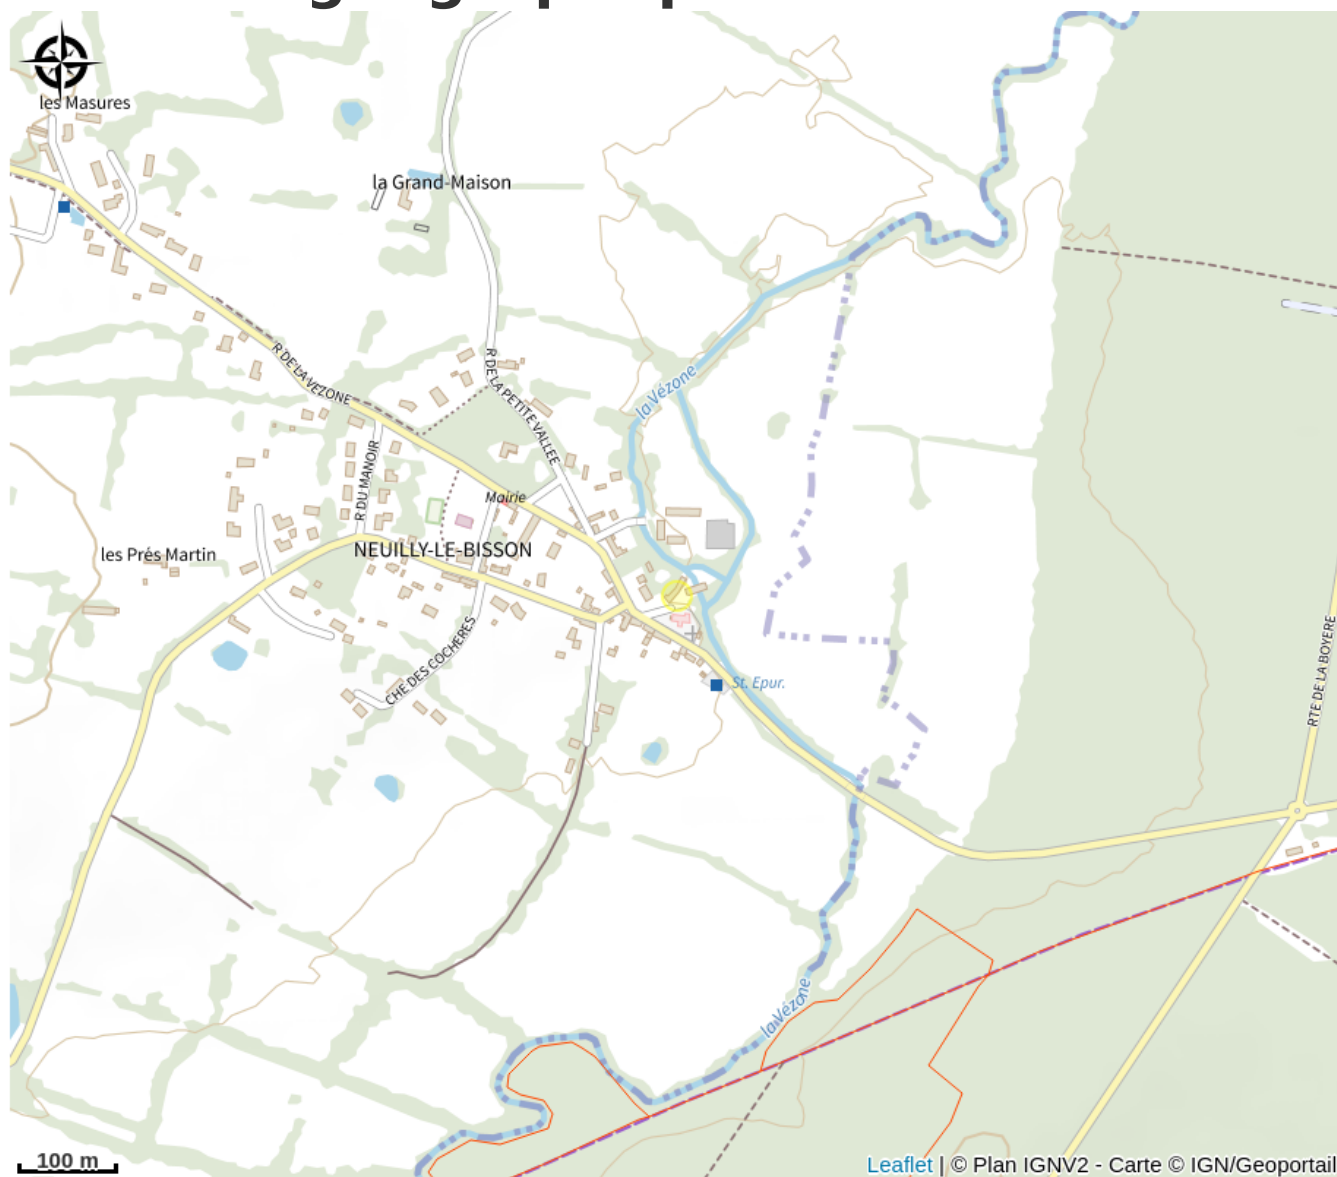 les Masures
la Grand-Maison
R DE LA VEZONE
R DE LA PETITE VALLEE
la Vézone
R DU MANOIR
Mairie
NEUILLY-LE-BISSON
les Prés Martin
CHE DES COCHERES
St. Epur.
RTE DE LA BOYERE
la Vézone
100 m
Leaflet | © Plan IGNV2 - Carte © IGN/Geoportail